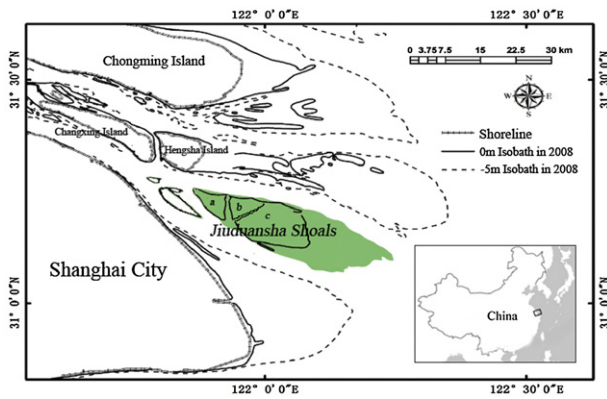 122° 0' 0"E
122° 30' 0"E
31° 30' 0"N
31° 30' 0"N
Chongming Island
0 3.75 7.5 15 22.5 30 km
N
W E
S
Changxing Island
Hengsha Island
Shoreline
0m Isobath in 2008
-5m Isobath in 2008
a b
c
Jiuduansha Shoals
Shanghai City
China
31° 0' 0"N
31° 0' 0"N
122° 0' 0"E
122° 30' 0"E